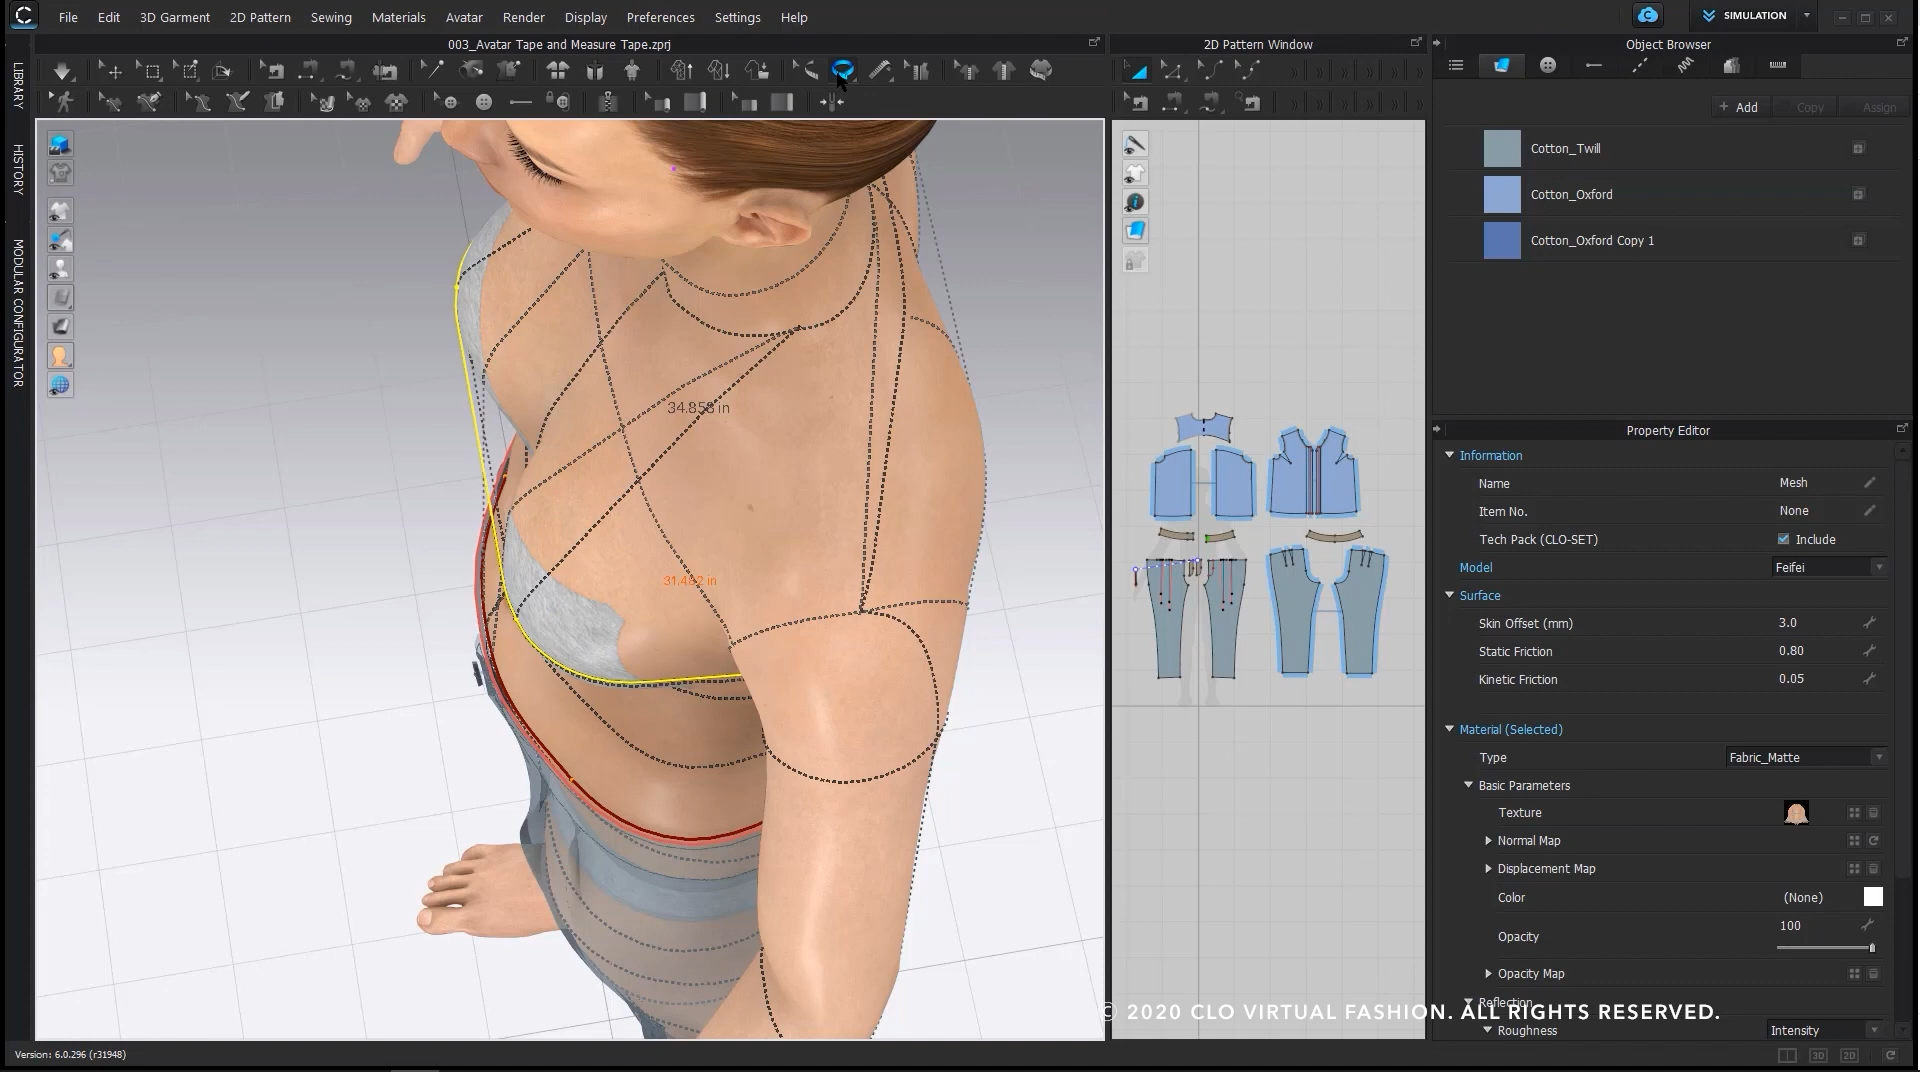 File Edit 3D Garment 2D Pattern Sewing Materials Avatar Render Display Preferences Settings Help
SIMULATION
003_Avatar Tape and Measure Tape.zprj
2D Pattern Window
Object Browser
LIBRARY
HISTORY
MODULAR CONFIGURATOR
+ Add Copy Assign
Cotton_Twill
Cotton_Oxford
Cotton_Oxford Copy 1
34.858 in
31.482 in
Property Editor
Information
Name Mesh
Item No. None
Tech Pack (CLO-SET) Include
Model Feifei
Surface
Skin Offset (mm) 3.0
Static Friction 0.80
Kinetic Friction 0.05
Material (Selected)
Type Fabric_Matte
Basic Parameters
Texture
Normal Map
Displacement Map
Color (None)
Opacity 100
Opacity Map
Reflection
Roughness Intensity
© 2020 CLO VIRTUAL FASHION. ALL RIGHTS RESERVED.
Version: 6.0.296 (r31948)
3D 2D